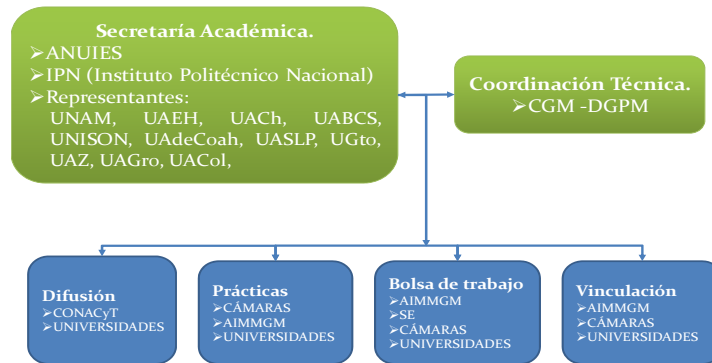 Secretaría Académica.
➢ANUIES
➢IPN (Instituto Politécnico Nacional)
➢Representantes:
UNAM, UAEH, UACh, UABCS,
UNISON, UAdeCoah, UASLP, UGto,
UAZ, UAGro, UACol,
Coordinación Técnica.
➢CGM -DGPM
Difusión
➢CONACyT
➢UNIVERSIDADES
Prácticas
➢CÁMARAS
➢AIMMGM
➢UNIVERSIDADES
Bolsa de trabajo
➢AIMMGM
➢SE
➢CÁMARAS
➢UNIVERSIDADES
Vinculación
➢AIMMGM
➢CÁMARAS
➢UNIVERSIDADES